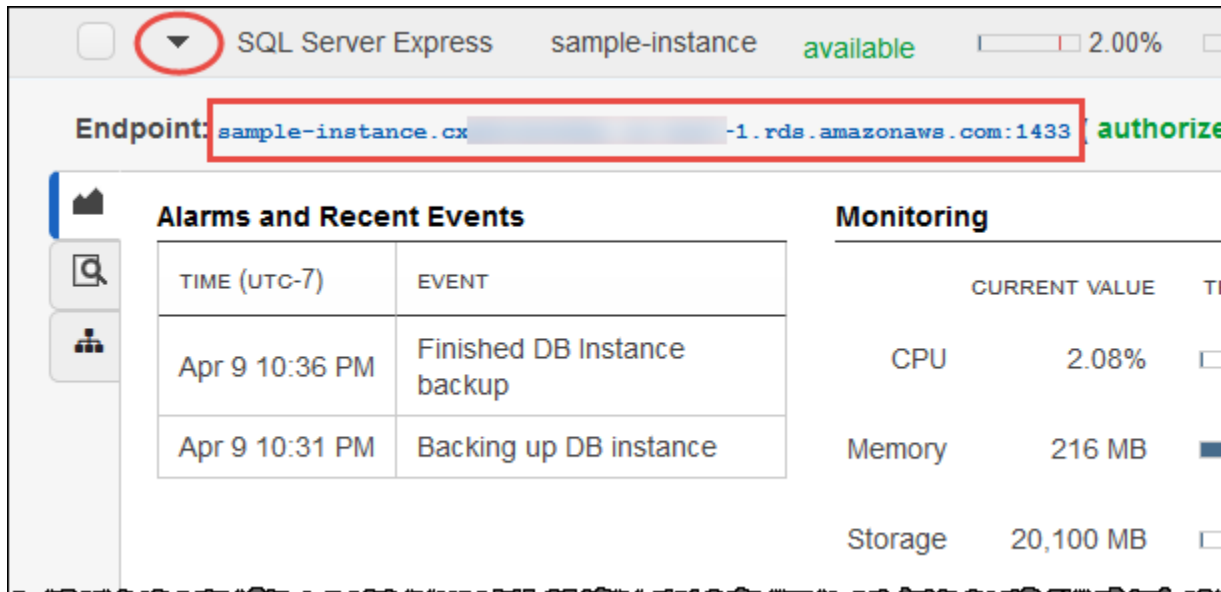 SQL Server Express sample-instance available 2.00%
Endpoint: sample-instance.cx -1.rds.amazonaws.com:1433 ( authorize
Alarms and Recent Events
TIME (UTC-7) EVENT
Apr 9 10:36 PM Finished DB Instance
backup
Apr 9 10:31 PM Backing up DB instance
Monitoring
CURRENT VALUE
CPU 2.08%
Memory 216 MB
Storage 20,100 MB